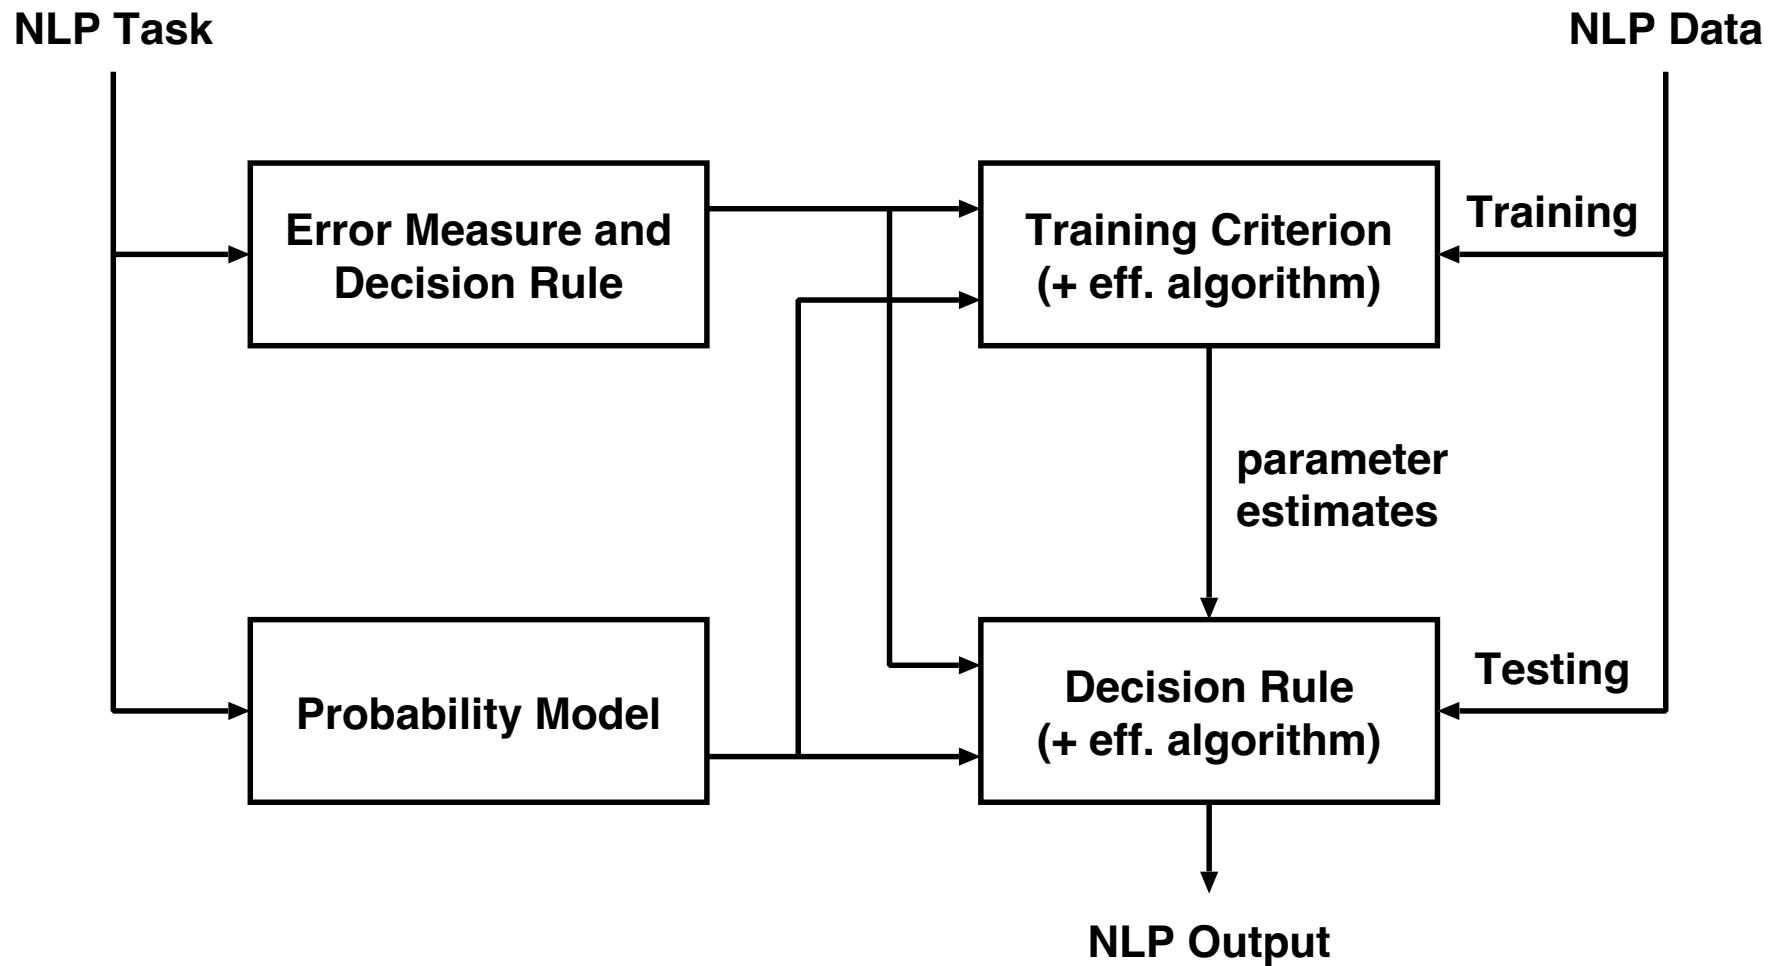 NLP Task
NLP Data
Error Measure and
Decision Rule
Training Criterion
(+ eff. algorithm)
Training
parameter
estimates
Probability Model
Decision Rule
(+ eff. algorithm)
Testing
NLP Output